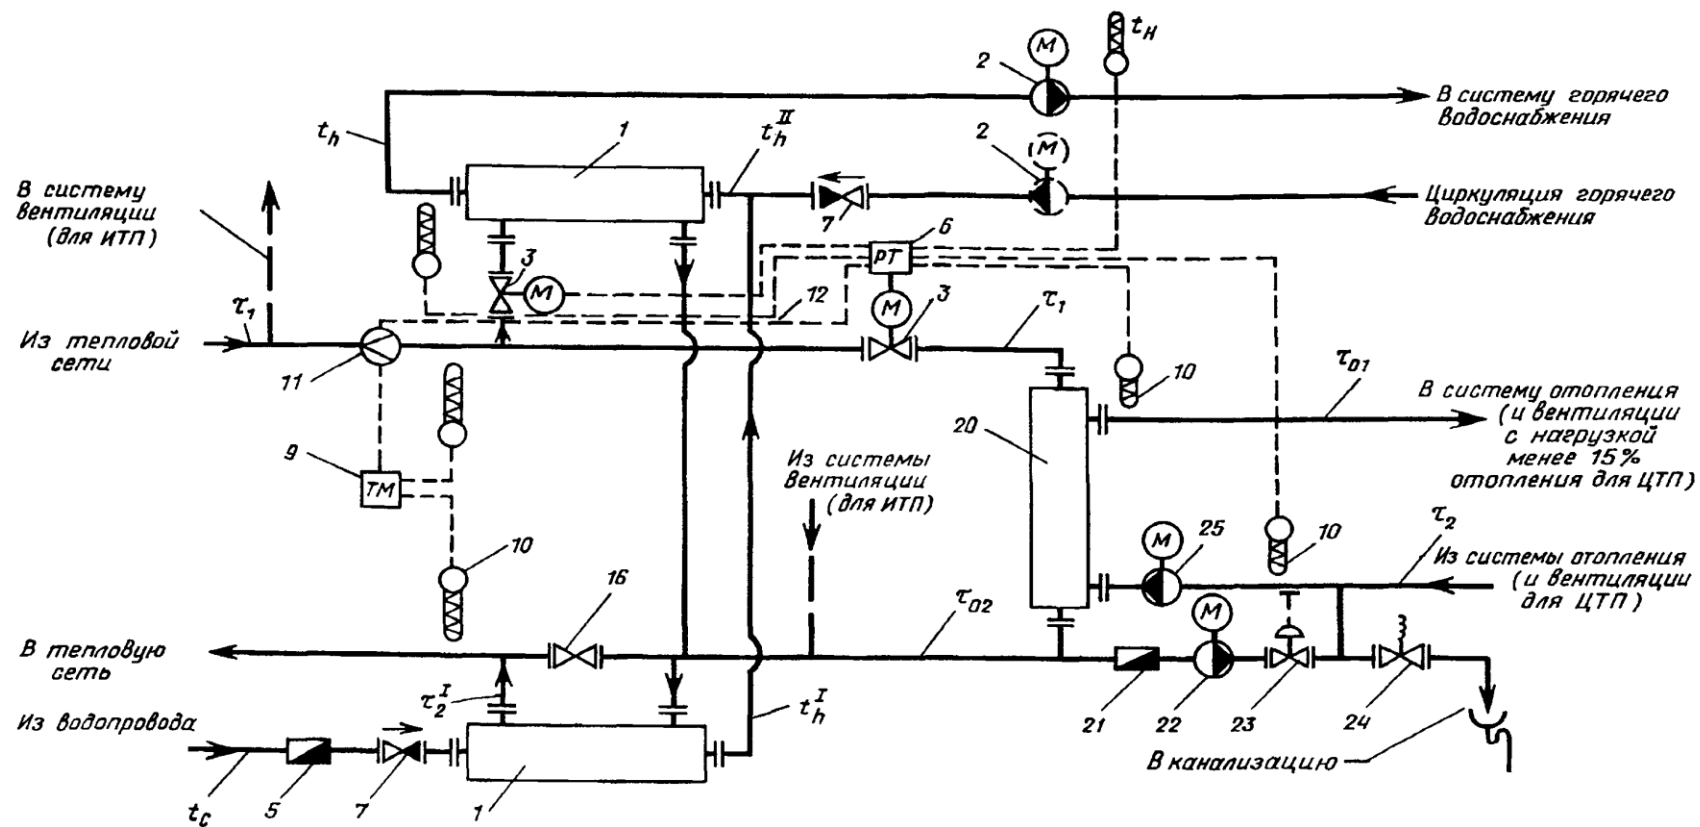 t_H
M
2
В систему горячего
водоснабжения
t_h
1
t_h^II
2
M
В систему
вентиляции
(для ИТП)
Циркуляция горячего
водоснабжения
7
6
РТ
3
M
12
M
3
τ_1
τ_1
Из тепловой
сети
11
10
τ_01
В систему отопления
(и вентиляции
с нагрузкой
менее 15%
отопления для ЦТП)
20
9
ТМ
Из системы
вентиляции
(для ИТП)
10
16
M
25
10
τ_2
Из системы отопления
(и вентиляции
для ЦТП)
M
τ_02
В тепловую
сеть
τ_2^I
t_h^I
21
22
23
24
Из водопровода
t_c
5
7
1
В канализацию